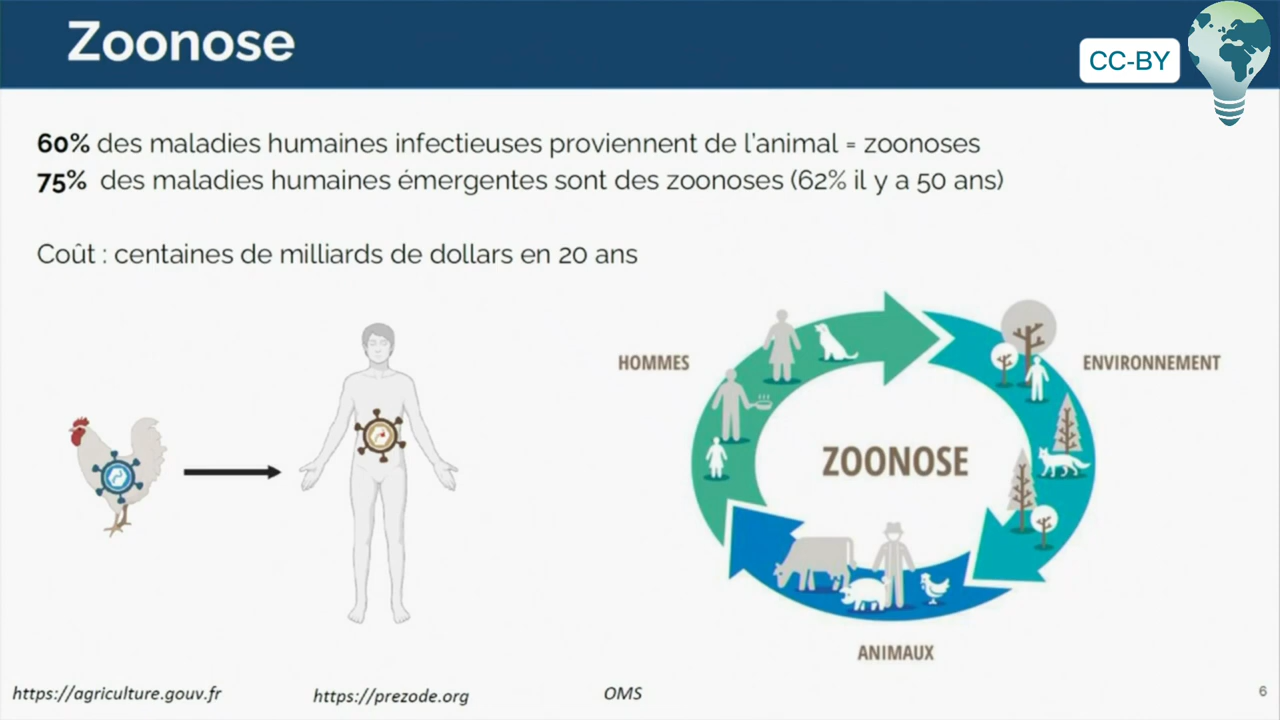 Zoonose
CC-BY
60% des maladies humaines infectieuses proviennent de l'animal = zoonoses
75% des maladies humaines émergentes sont des zoonoses (62% il y a 50 ans)
Coût : centaines de milliards de dollars en 20 ans
HOMMES
ENVIRONNEMENT
ZOONOSE
ANIMAUX
https://agriculture.gouv.fr
https://prezode.org
OMS
6